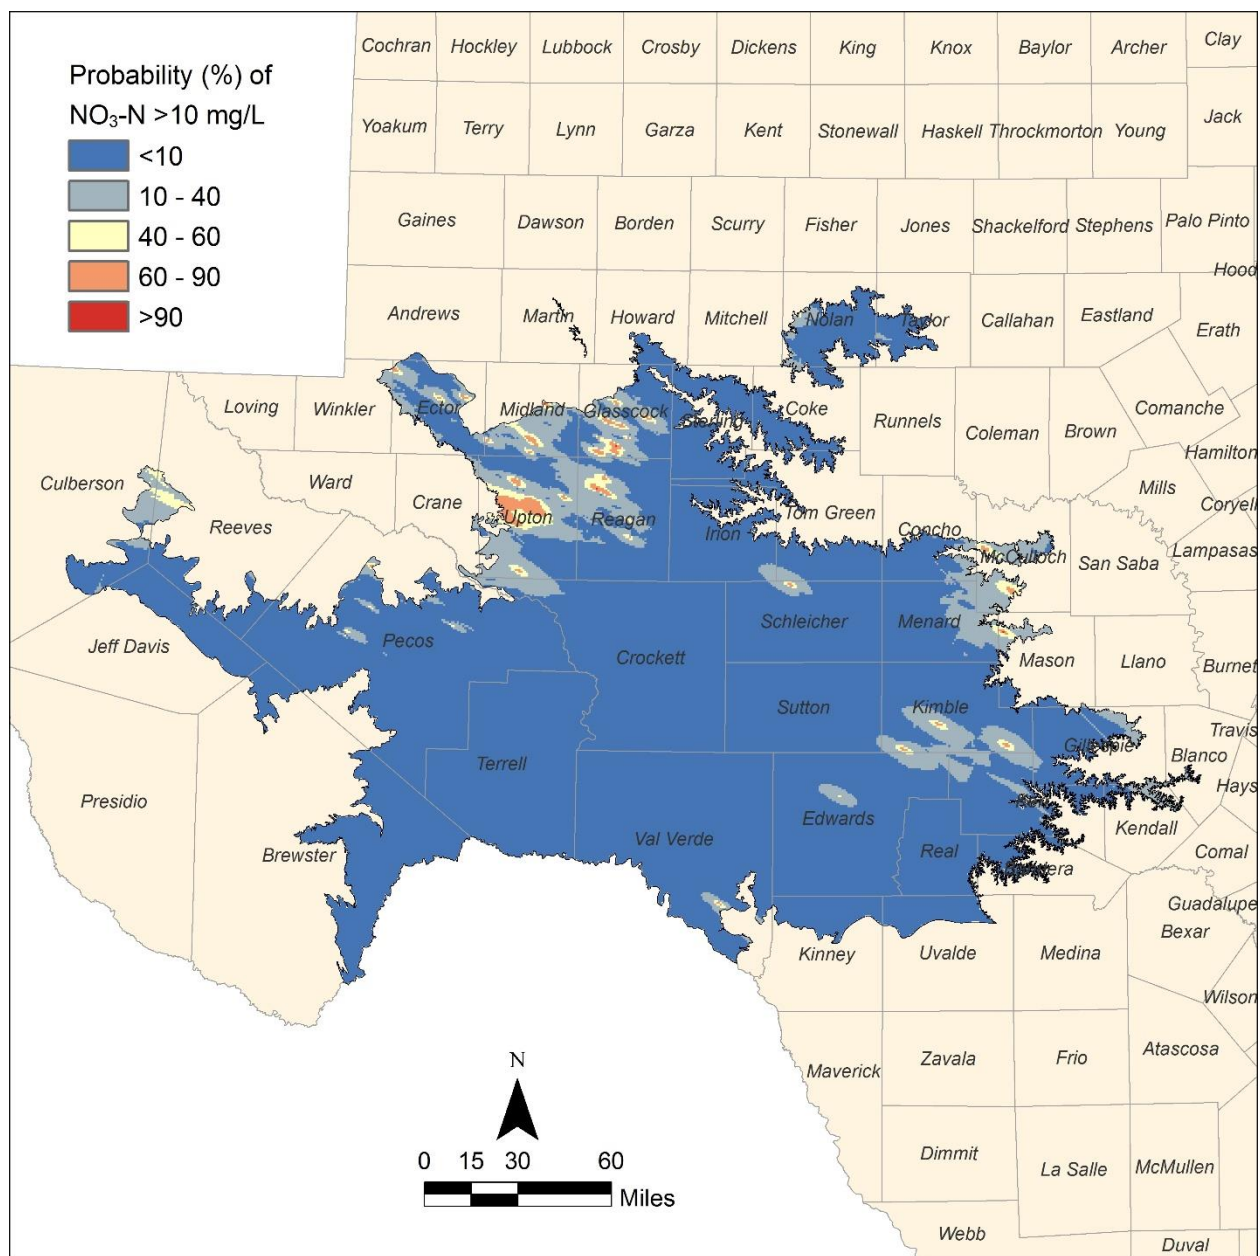 Probability (%) of
NO₃-N >10 mg/L
<10
10 - 40
40 - 60
60 - 90
>90
Cochran Hockley Lubbock Crosby Dickens King Knox Baylor Archer Clay
Yoakum Terry Lynn Garza Kent Stonewall Haskell Throckmorton Young Jack
Gaines Dawson Borden Scurry Fisher Jones Shackelford Stephens Palo Pinto
Hood
Andrews Martin Howard Mitchell Nolan Taylor Callahan Eastland Erath
Loving Winkler Ector Midland Glasscock Sterling Coke Runnels Coleman Brown Comanche
Hamilton
Culberson Reeves Ward Crane Upton Reagan Irion Tom Green Concho McCulloch San Saba Mills Coryell
Lampasas
Jeff Davis Pecos Crockett Schleicher Menard Mason Llano Burnet
Sutton Kimble Gillespie Blanco Travis
Hays
Presidio Brewster Terrell Val Verde Edwards Real Kendall Comal
Guadalupe
Kinney Uvalde Medina Bexar
Wilson
Maverick Zavala Frio Atascosa
Dimmit La Salle McMullen
Webb Duval
N
0 15 30 60
Miles